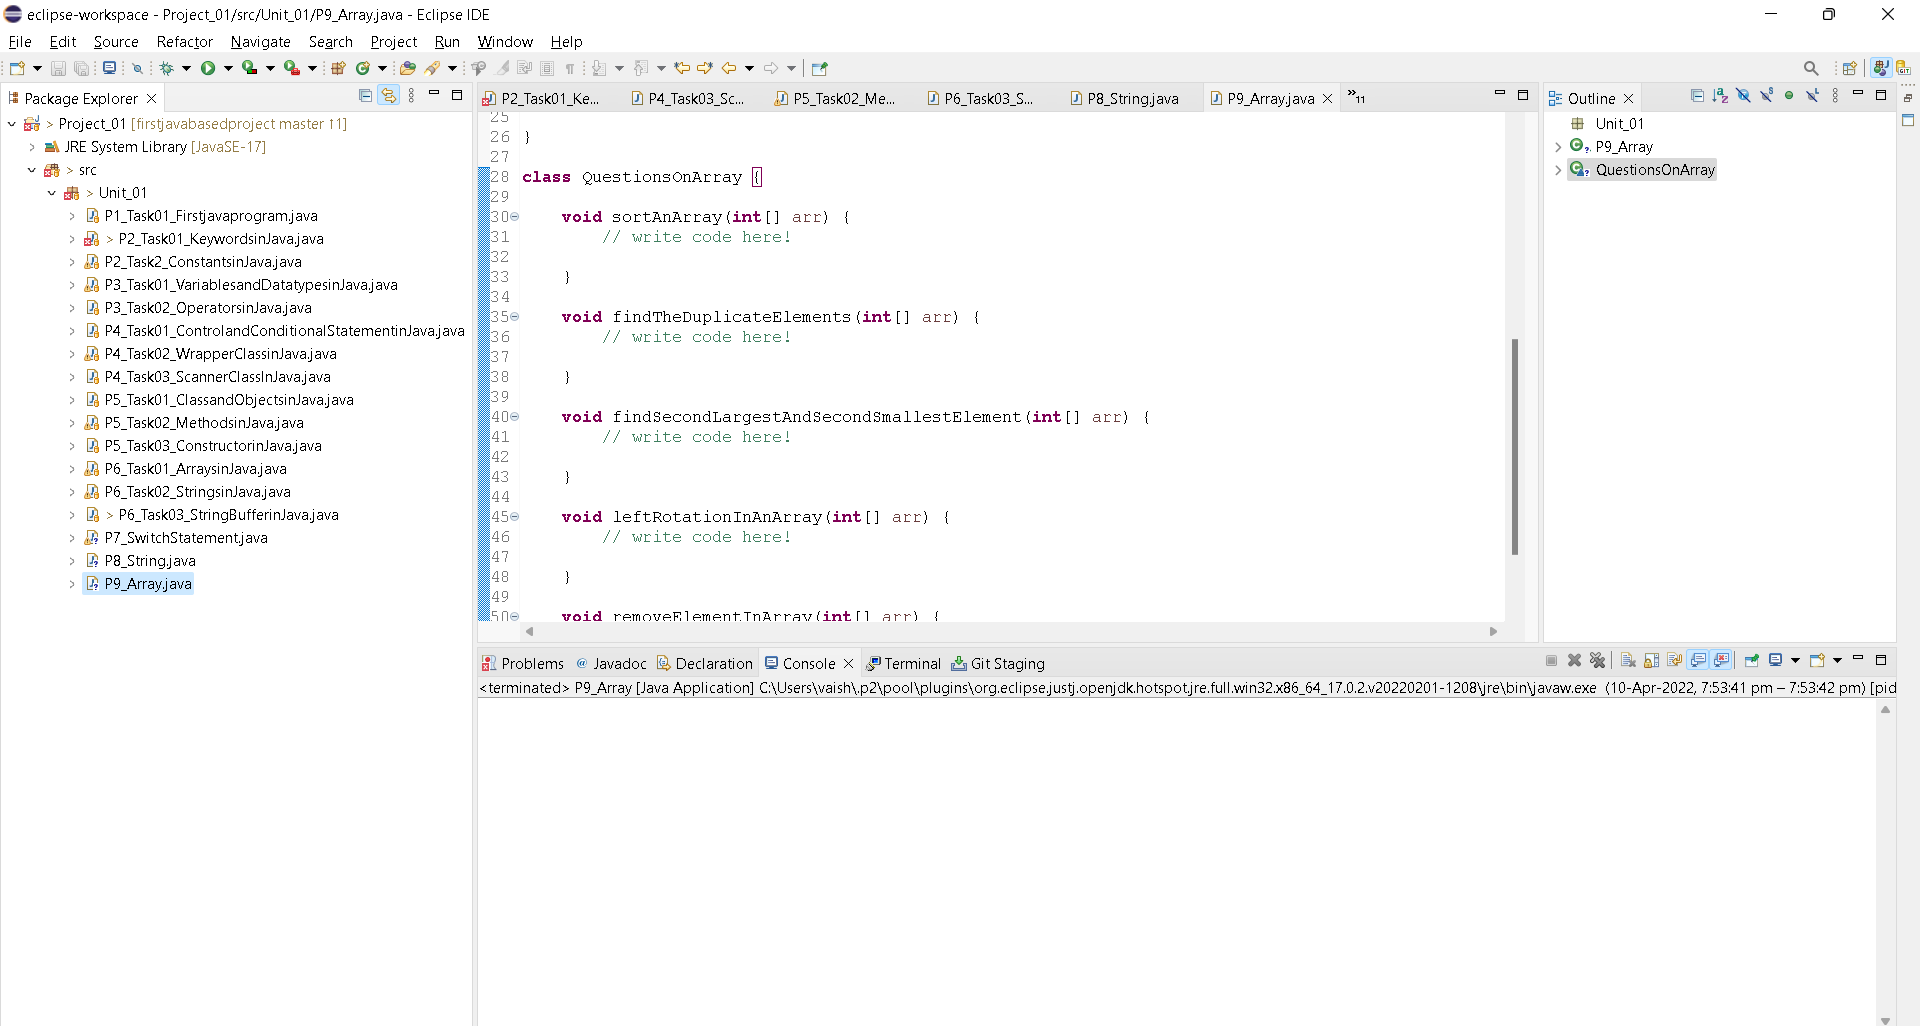 eclipse-workspace - Project_01/src/Unit_01/P9_Array.java - Eclipse IDE
File Edit Source Refactor Navigate Search Project Run Window Help
Package Explorer
> Project_01 [firstjavabasedproject master ↑1]
JRE System Library [JavaSE-17]
> src
> Unit_01
P1_Task01_Firstjavaprogram.java
> P2_Task01_KeywordsinJava.java
P2_Task2_ConstantsinJava.java
P3_Task01_VariablesandDatatypesinJava.java
P3_Task02_OperatorsinJava.java
P4_Task01_ControlandConditionalStatementinJava.java
P4_Task02_WrapperClassinJava.java
P4_Task03_ScannerClassInJava.java
P5_Task01_ClassandObjectsinJava.java
P5_Task02_MethodsinJava.java
P5_Task03_ConstructorinJava.java
P6_Task01_ArraysinJava.java
P6_Task02_StringsinJava.java
> P6_Task03_StringBufferinJava.java
P7_SwitchStatement.java
P8_String.java
P9_Array.java
P2_Task01_Ke... P4_Task03_Sc... P5_Task02_Me... P6_Task03_S... P8_String.java P9_Array.java »11
25
26 }
27
28 class QuestionsOnArray {
29
30 void sortAnArray(int[] arr) {
31 // write code here!
32
33 }
34
35 void findTheDuplicateElements(int[] arr) {
36 // write code here!
37
38 }
39
40 void findSecondLargestAndSecondSmallestElement(int[] arr) {
41 // write code here!
42
43 }
44
45 void leftRotationInAnArray(int[] arr) {
46 // write code here!
47
48 }
49
50 void removeElementInArray(int[] arr) {
Outline
Unit_01
P9_Array
QuestionsOnArray
Problems @ Javadoc Declaration Console Terminal Git Staging
<terminated> P9_Array [Java Application] C:\Users\vaish\.p2\pool\plugins\org.eclipse.justj.openjdk.hotspot.jre.full.win32.x86_64_17.0.2.v20220201-1208\jre\bin\javaw.exe (10-Apr-2022, 7:53:41 pm – 7:53:42 pm) [pid